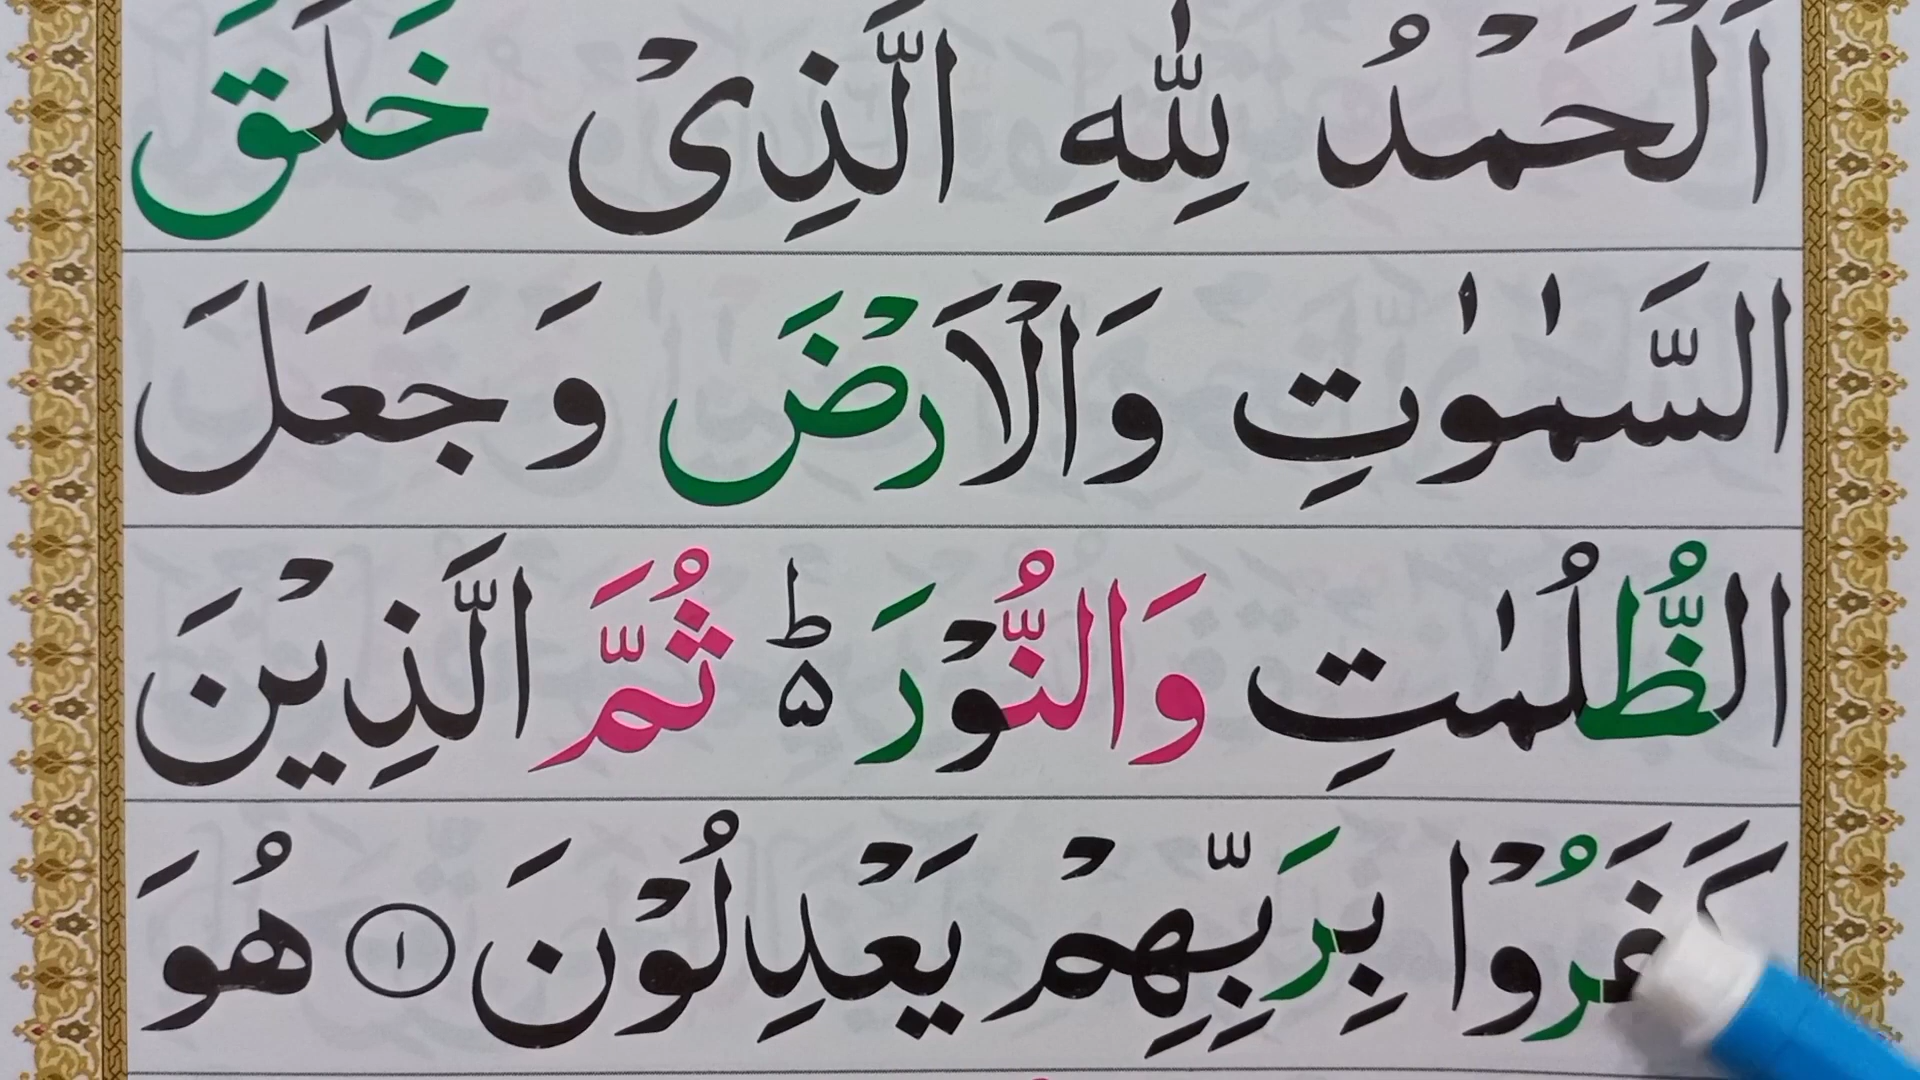 اَلْحَمْدُ لِلّٰهِ الَّذِیْ خَلَقَ
السَّمٰوٰتِ وَالْاَرْضَ وَ جَعَلَ
الظُّلُمٰتِ وَالنُّوْرَ ؕ۵ ثُمَّ الَّذِیْنَ
كَفَرُوْا بِرَبِّهِمْ یَعْدِلُوْنَ ۱ هُوَ